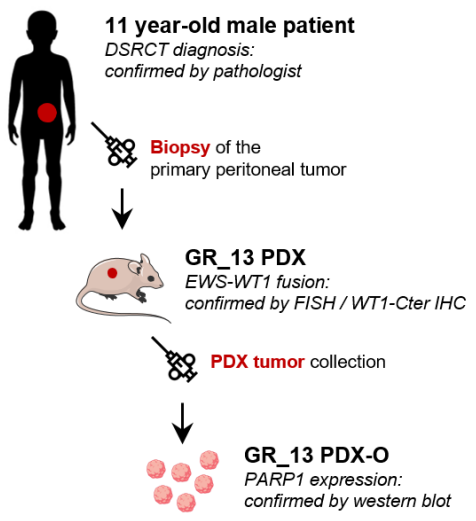 11 year-old male patient
DSRCT diagnosis:
confirmed by pathologist
Biopsy of the
primary peritoneal tumor
GR_13 PDX
EWS-WT1 fusion:
confirmed by FISH / WT1-Cter IHC
PDX tumor collection
GR_13 PDX-O
PARP1 expression:
confirmed by western blot